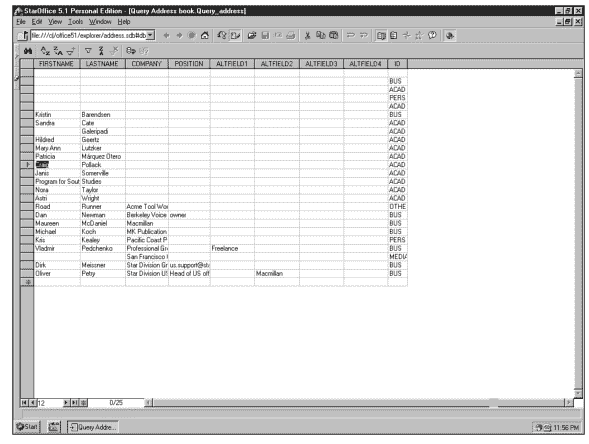 StarOffice 5.1 Personal Edition - [Query Address book.Query_address]
File Edit View Tools Window Help
file:///c|/office51/explorer/address.sdb#db;
FIRSTNAME LASTNAME COMPANY POSITION ALTFIELD1 ALTFIELD2 ALTFIELD3 ALTFIELD4 ID
BUS
ACAD
PERS
ACAD
Kristin Barendsen BUS
Sandra Cate ACAD
Galeripadi ACAD
Hildred Geertz ACAD
Mary Ann Lutzker ACAD
Patricia Márquez Otero ACAD
Pollack ACAD
Janis Somerville ACAD
Program for Sout Studies ACAD
Nora Taylor ACAD
Astri Wright ACAD
Road Runner Acme Tool Wor OTHE
Dan Newman Berkeley Voice owner BUS
Maureen McDaniel Macmillan BUS
Michael Koch MK Publication BUS
Kris Kealey Pacific Coast P PERS
Vladmir Pedchenko Professional Gr Freelance BUS
San Francisco MEDIA
Dirk Meissner Star Division Gr us.support@st BUS
Oliver Petry Star Division US Head of US off Macmillan BUS
12 0/25
Start Query Addre... 11:56 PM